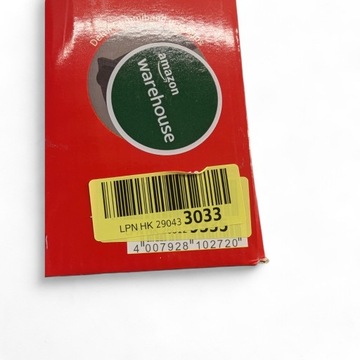 amazon
warehouse
LPN HK 29043 3033
4"007928"102720"